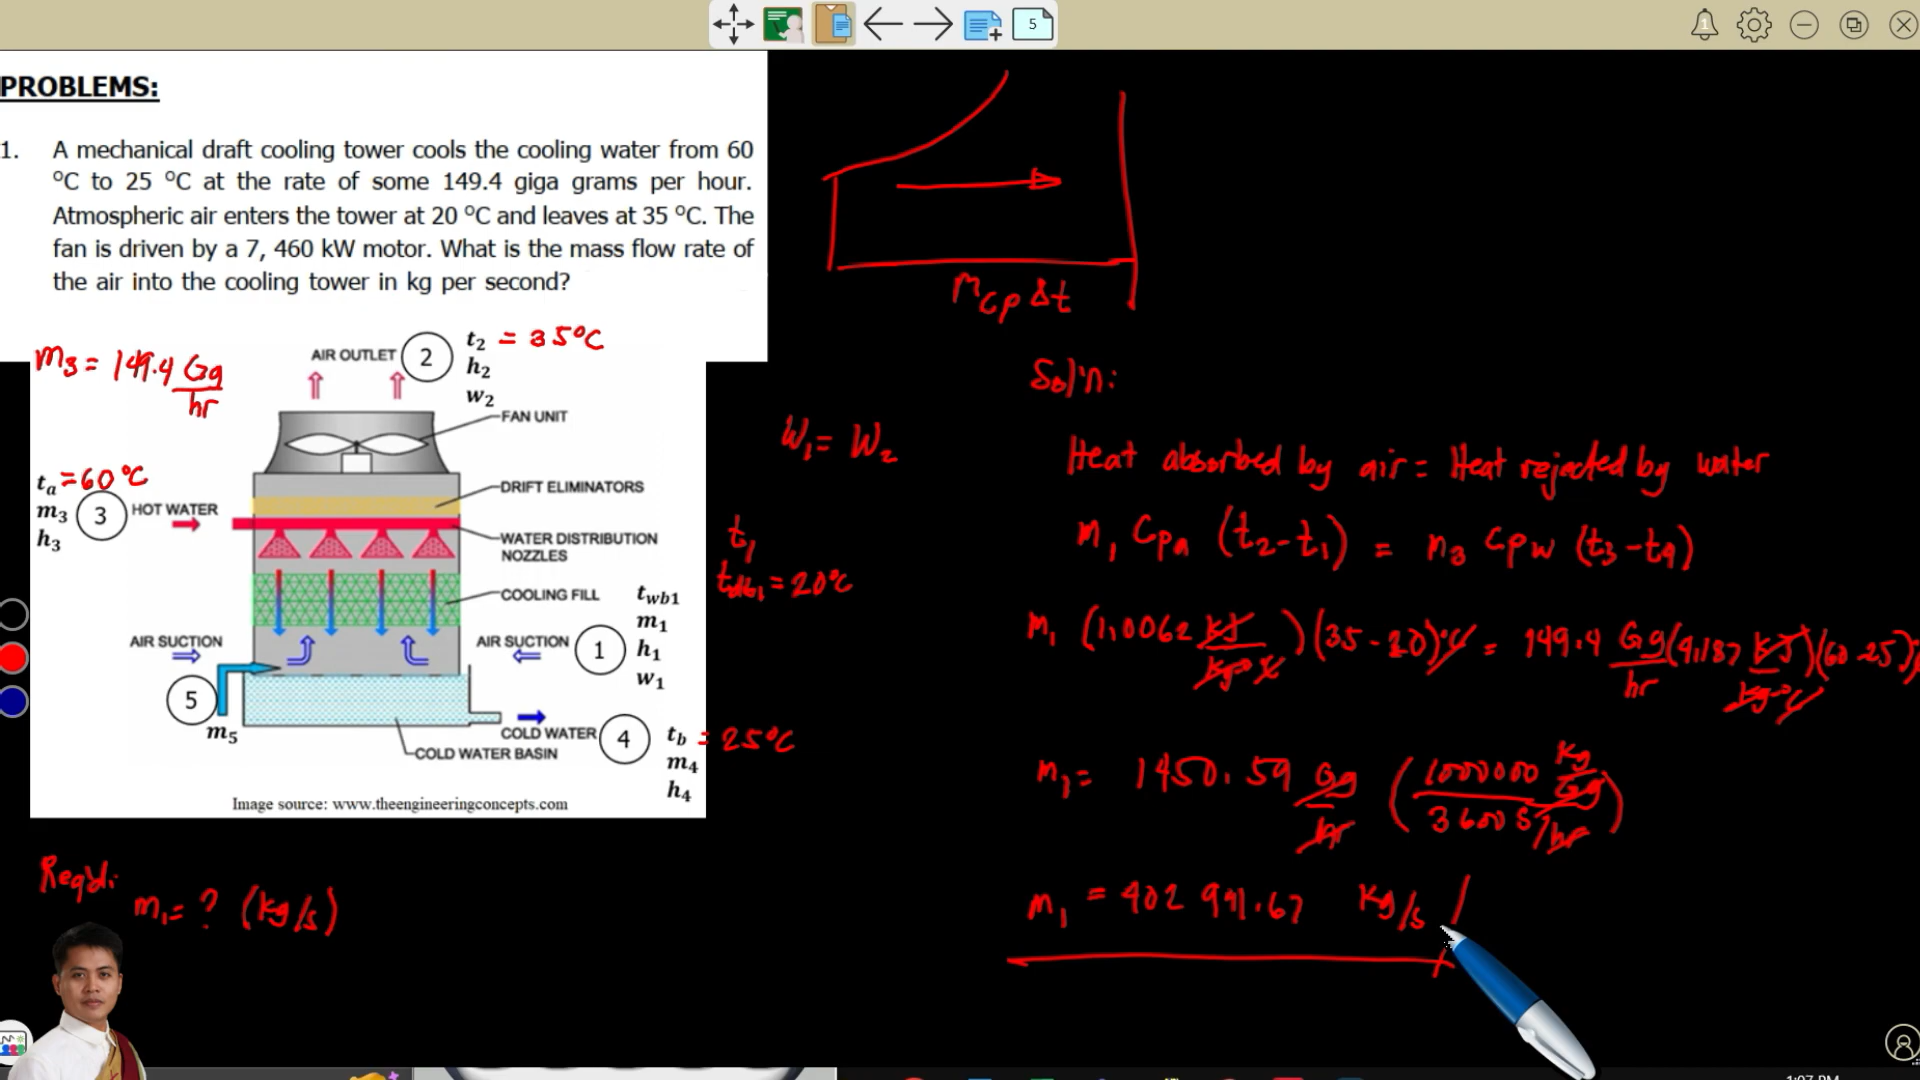 5
1
PROBLEMS:
1. A mechanical draft cooling tower cools the cooling water from 60
°C to 25 °C at the rate of some 149.4 giga grams per hour.
Atmospheric air enters the tower at 20 °C and leaves at 35 °C. The
fan is driven by a 7, 460 kW motor. What is the mass flow rate of
the air into the cooling tower in kg per second?
m3 = 149.4 Gg/hr
AIR OUTLET
2
t2 = 35°C
h2
w2
FAN UNIT
ta = 60°C
m3
h3
3
HOT WATER
DRIFT ELIMINATORS
WATER DISTRIBUTION
NOZZLES
COOLING FILL
twb1
m1
h1
w1
AIR SUCTION
AIR SUCTION
1
5
m5
COLD WATER
4
tb = 25°C
m4
h4
COLD WATER BASIN
Image source: www.theengineeringconcepts.com
Req'd:
m1 = ? (kg/s)
W1 = W2
t1
tdb1 = 20°C
m cp Δt
Sol'n:
Heat absorbed by air = Heat rejected by water
m1 Cpa (t2 - t1) = m3 Cpw (t3 - t4)
m1 (1.0062 kJ/kg-°C)(35 - 20)°C = 149.4 Gg/hr (4.187 kJ/kg-°C)(60-25)
m1 = 1450.59 Gg/hr (1000000 kg/Gg / 3600 s/hr)
m1 = 402 941.67 kg/s